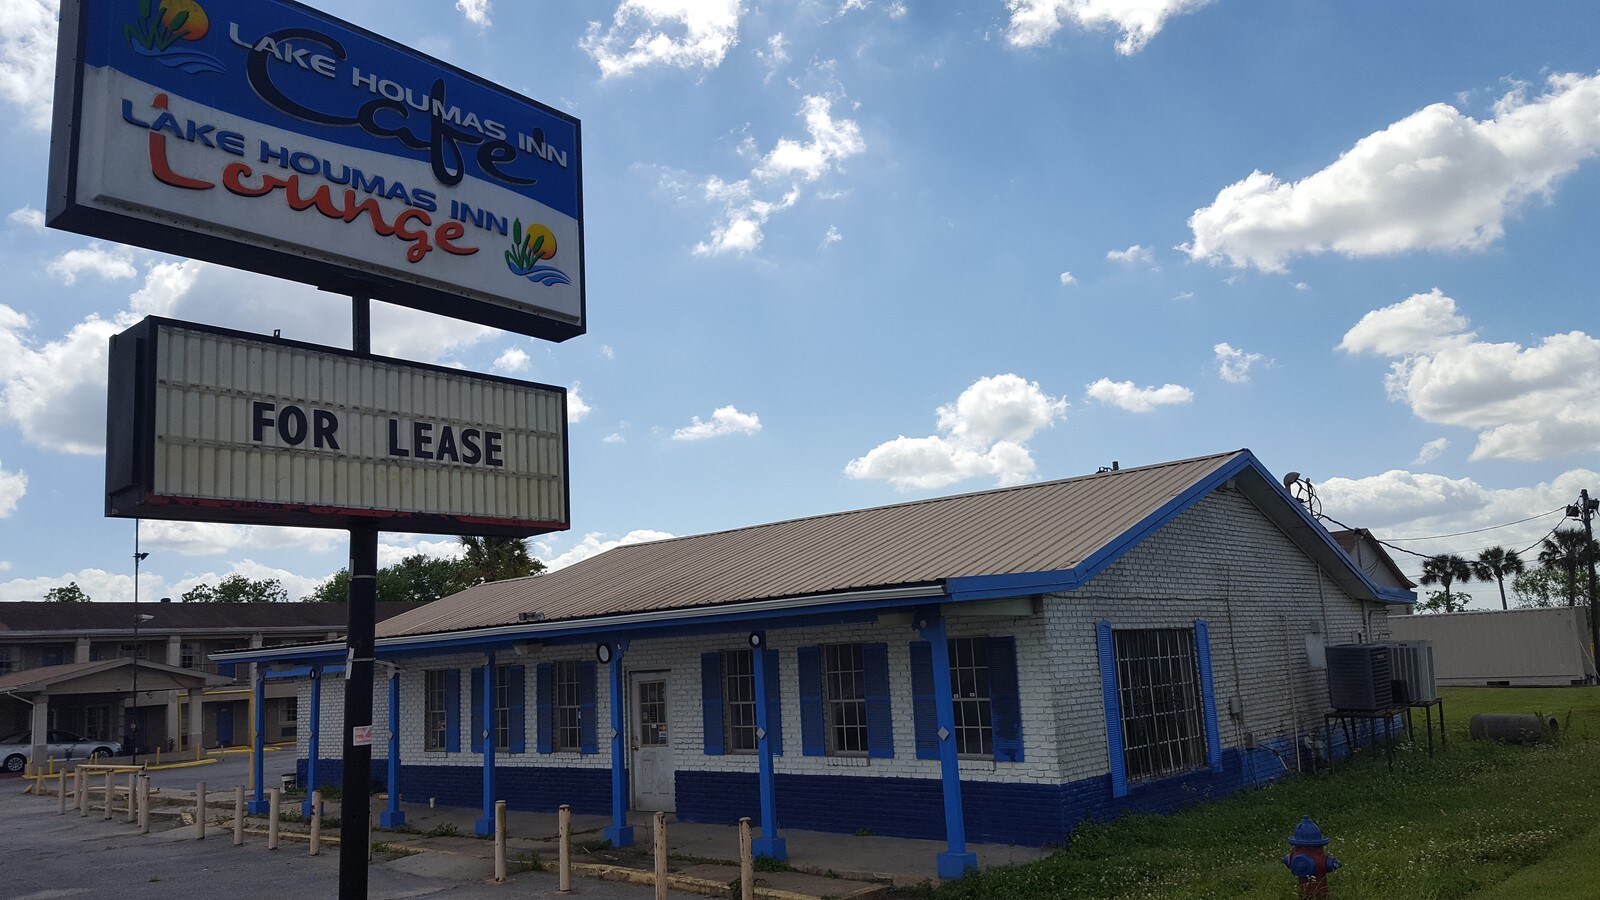 LAKE HOUMAS INN
Cafe
LAKE HOUMAS INN
Lounge
FOR LEASE